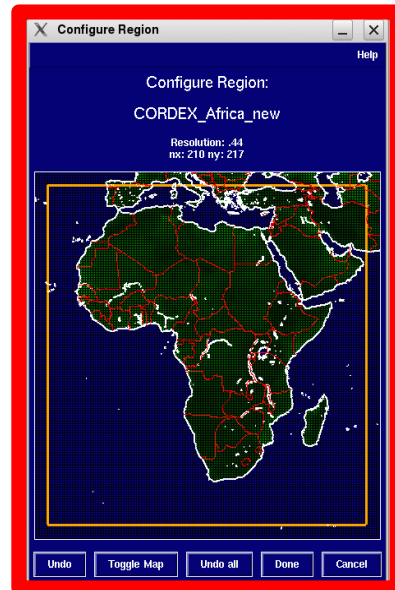 Configure Region
Help
Configure Region:
CORDEX_Africa_new
Resolution: .44
nx: 210 ny: 217
Undo
Toggle Map
Undo all
Done
Cancel